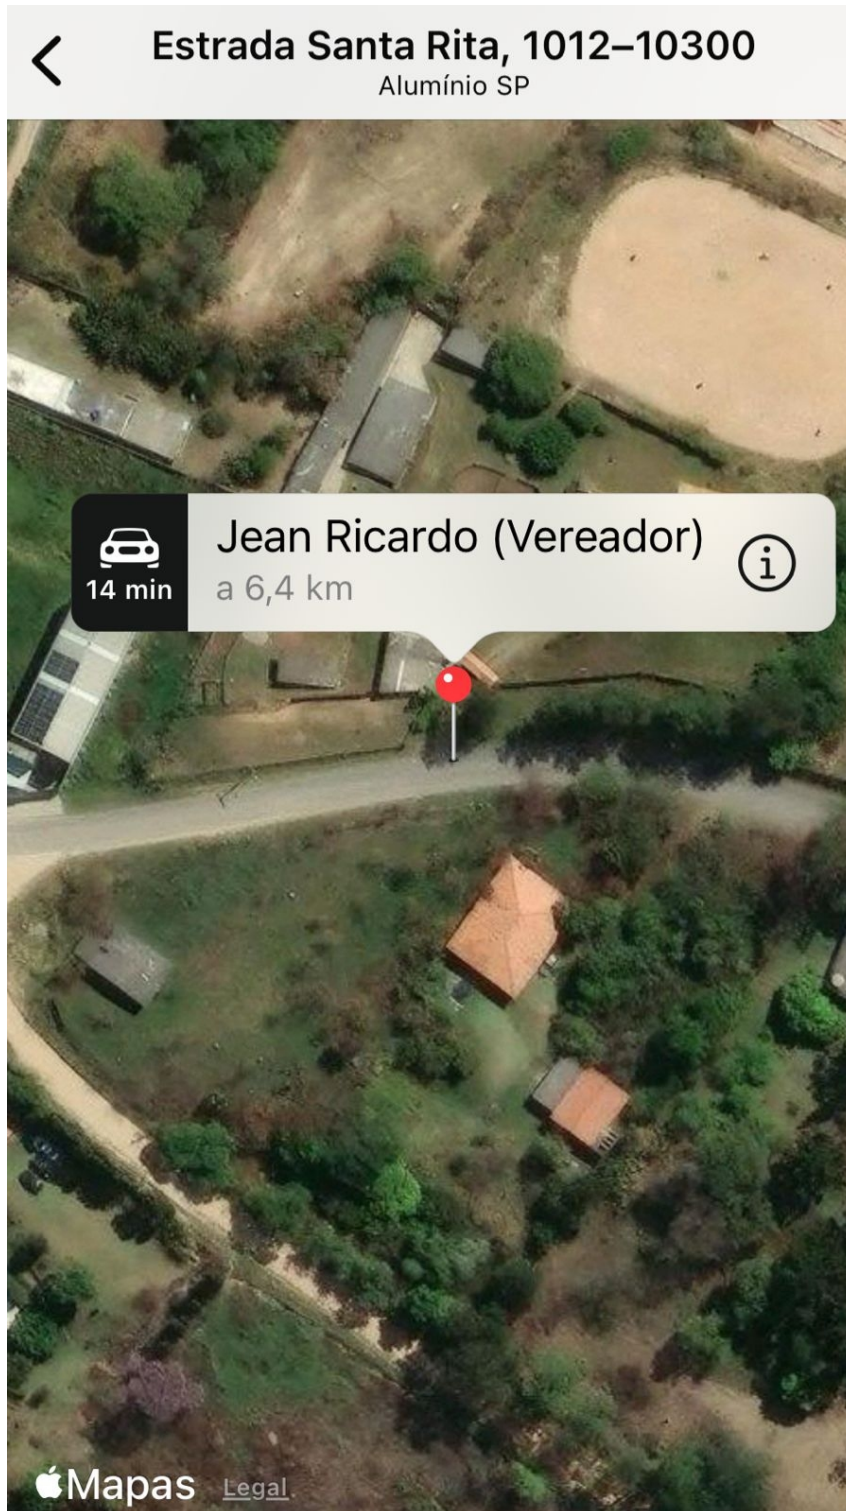 Estrada Santa Rita, 1012–10300
Alumínio SP
Jean Ricardo (Vereador)
14 min
a 6,4 km
Mapas
Legal